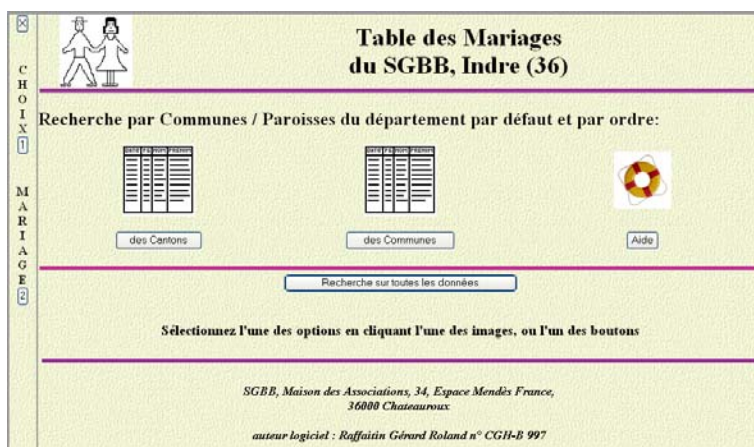 X
CHOIX
1
MARIAGE
2
Table des Mariages
du SGBB, Indre (36)
Recherche par Communes / Paroisses du département par défaut et par ordre:
des Cantons
des Communes
Aide
Recherche sur toutes les données
Sélectionnez l'une des options en cliquant l'une des images, ou l'un des boutons
SGBB, Maison des Associations, 34, Espace Mendès France,
36000 Chateauroux
auteur logiciel : Raffaitin Gérard Roland n° CGH-B 997